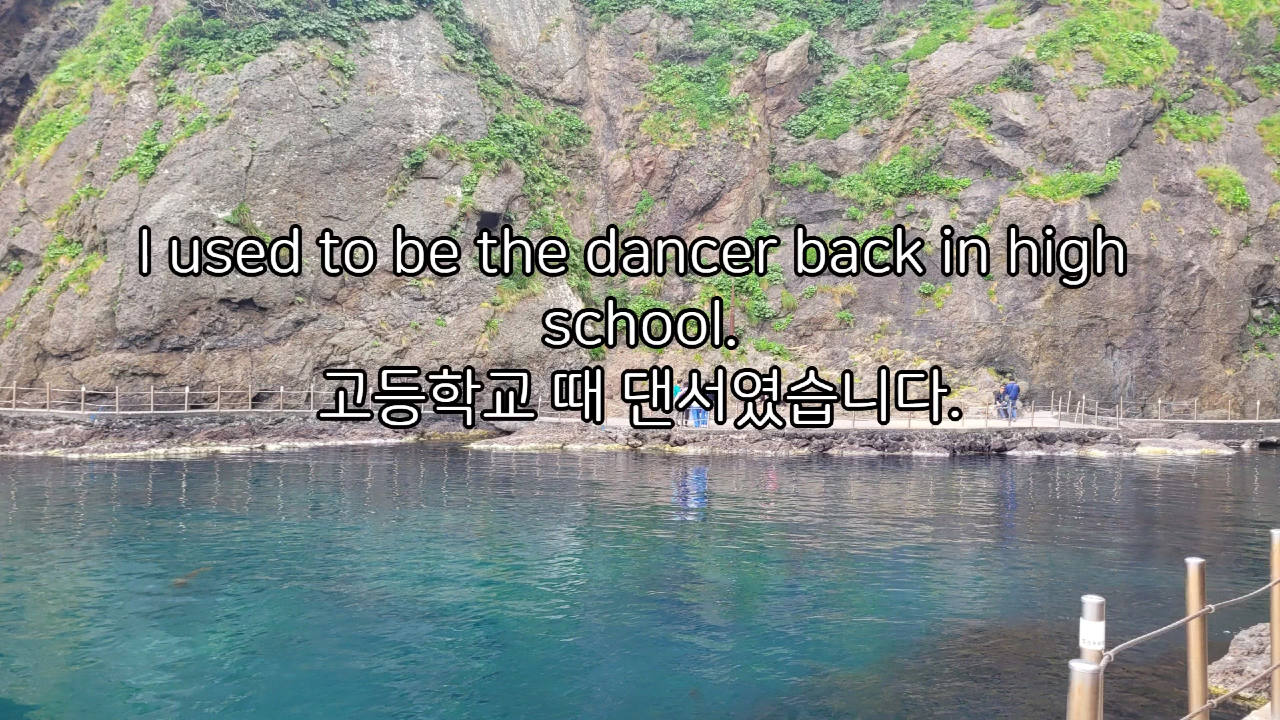 I used to be the dancer back in high
school.
고등학교 때 댄서였습니다.